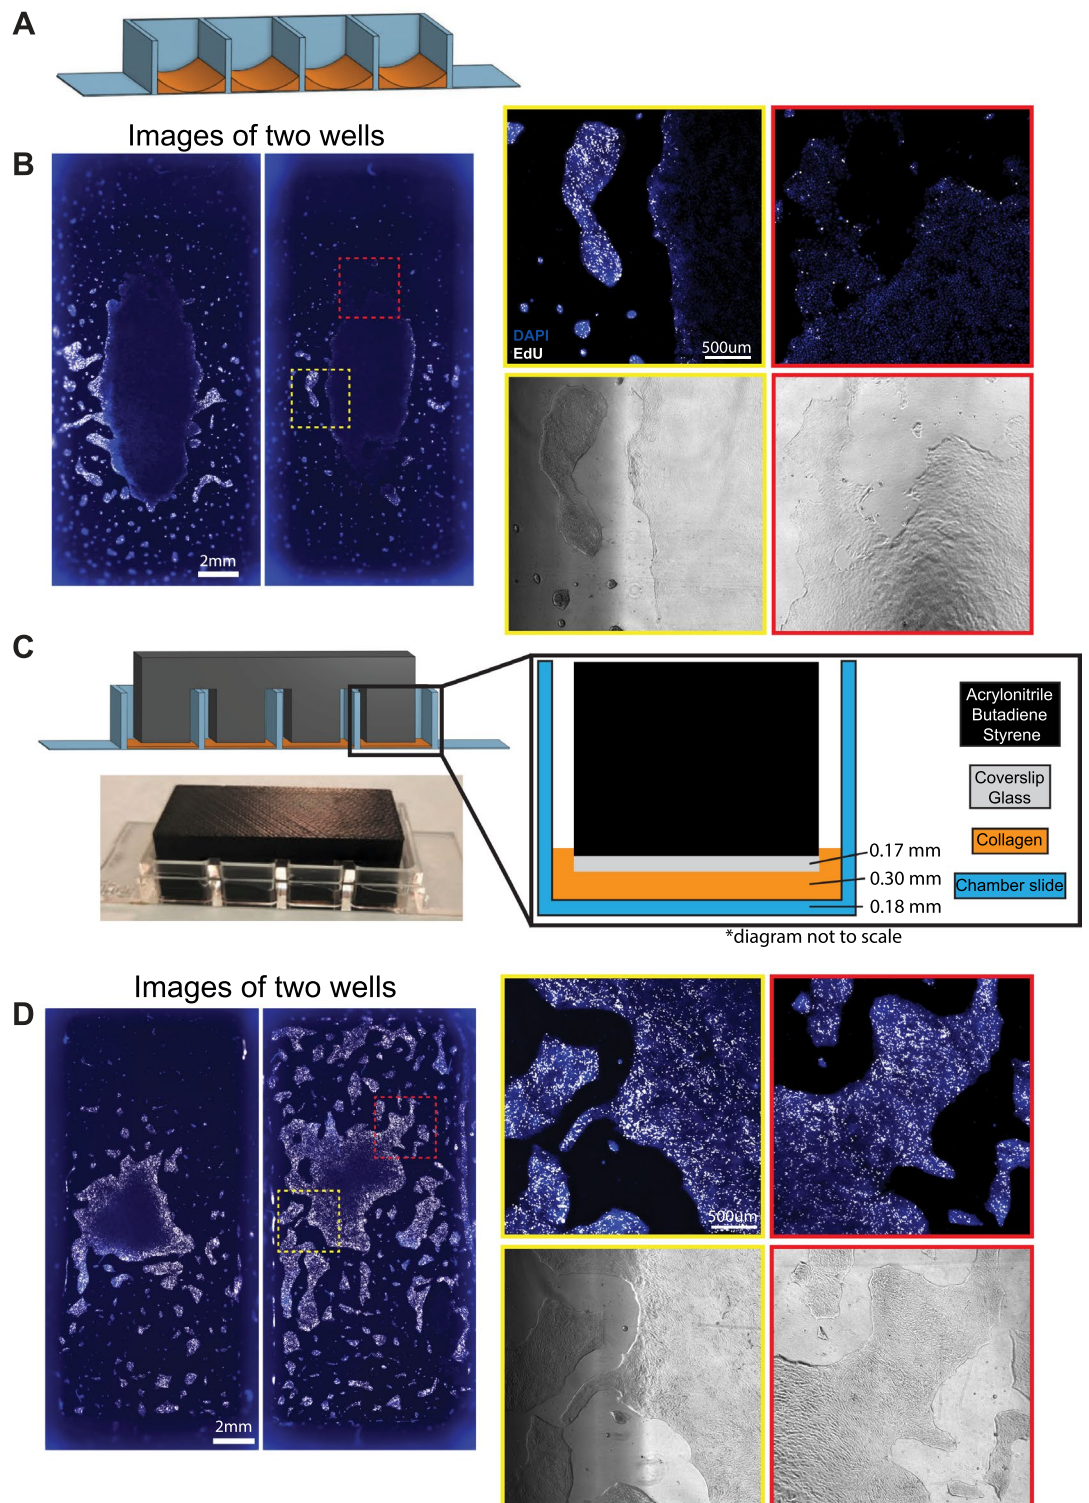 A
Images of two wells
B
DAPI
EdU
500um
2mm
C
Acrylonitrile
Butadiene
Styrene
Coverslip
Glass
Collagen
Chamber slide
0.17 mm
0.30 mm
0.18 mm
*diagram not to scale
Images of two wells
D
500um
2mm